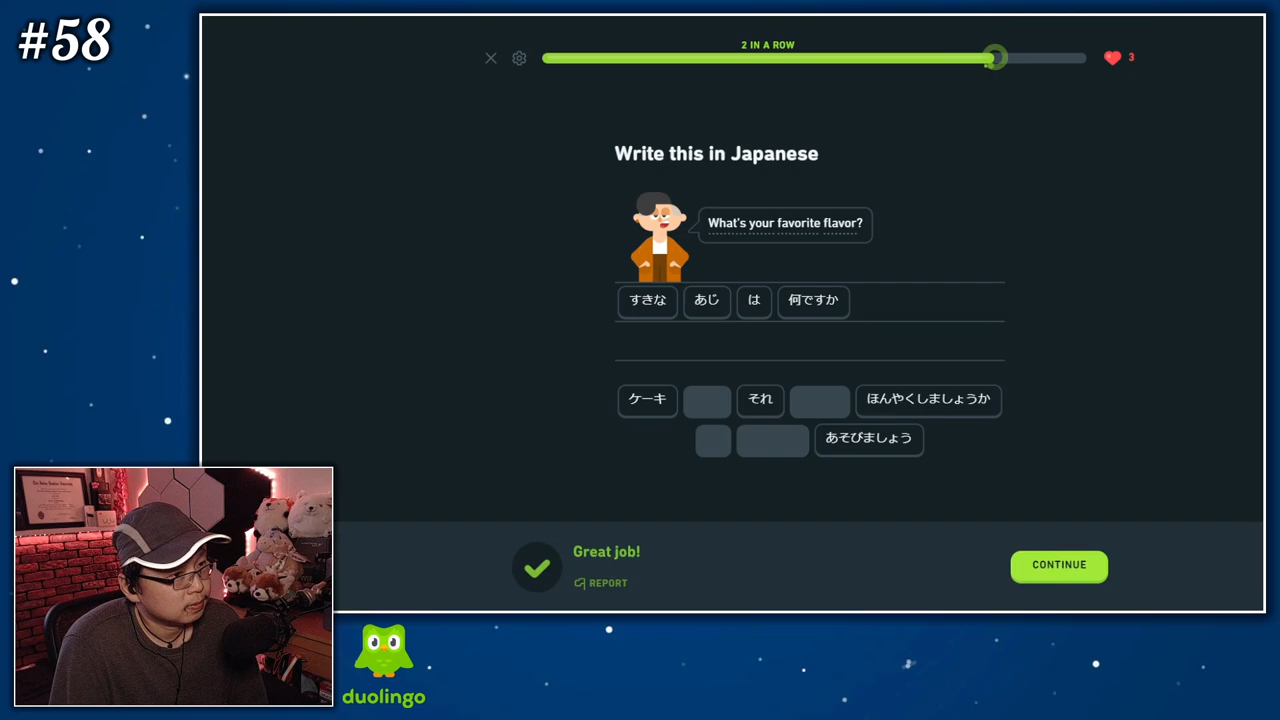 #58
2 IN A ROW
3
Write this in Japanese
What's your favorite flavor?
すきな あじ は 何ですか
ケーキ それ ほんやくしましょうか
あそびましょう
Great job!
REPORT
CONTINUE
duolingo